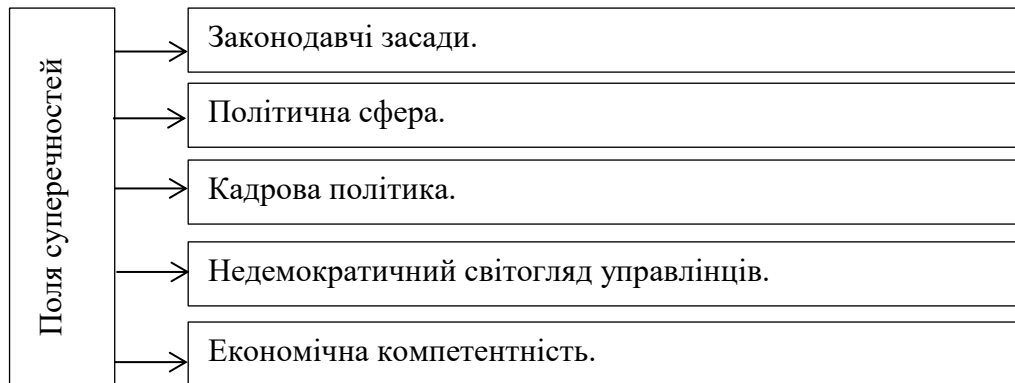 Поля суперечностей
Законодавчі засади.
Політична сфера.
Кадрова політика.
Недемократичний світогляд управлінців.
Економічна компетентність.